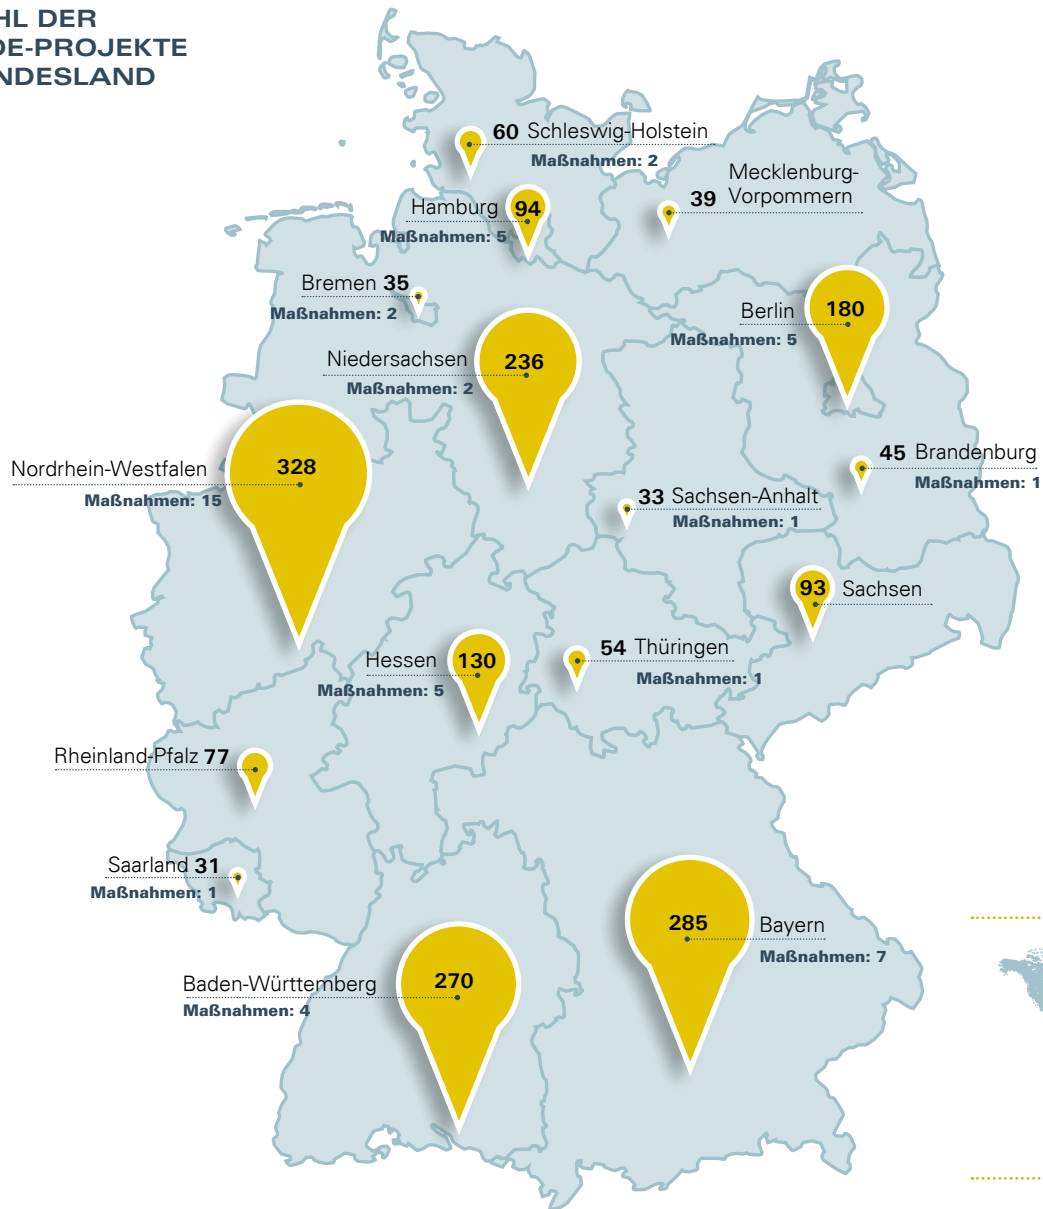 HL DER
DE-PROJEKTE
NDESLAND
60 Schleswig-Holstein
Maßnahmen: 2
Mecklenburg-
39 Vorpommern
Hamburg 94
Maßnahmen: 5
Bremen 35
Maßnahmen: 2
Berlin 180
Maßnahmen: 5
Niedersachsen 236
Maßnahmen: 2
45 Brandenburg
Maßnahmen: 1
Nordrhein-Westfalen 328
Maßnahmen: 15
33 Sachsen-Anhalt
Maßnahmen: 1
93 Sachsen
54 Thüringen
Maßnahmen: 1
Hessen 130
Maßnahmen: 5
Rheinland-Pfalz 77
Saarland 31
Maßnahmen: 1
285 Bayern
Maßnahmen: 7
Baden-Württemberg 270
Maßnahmen: 4